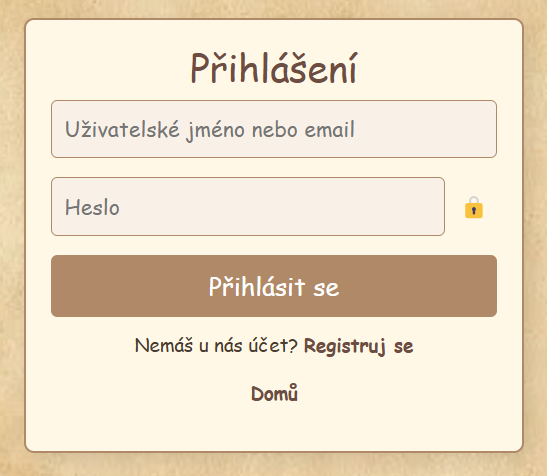 Přihlášení
Uživatelské jméno nebo email
Heslo
Přihlásit se
Nemáš u nás účet? Registruj se
Domů